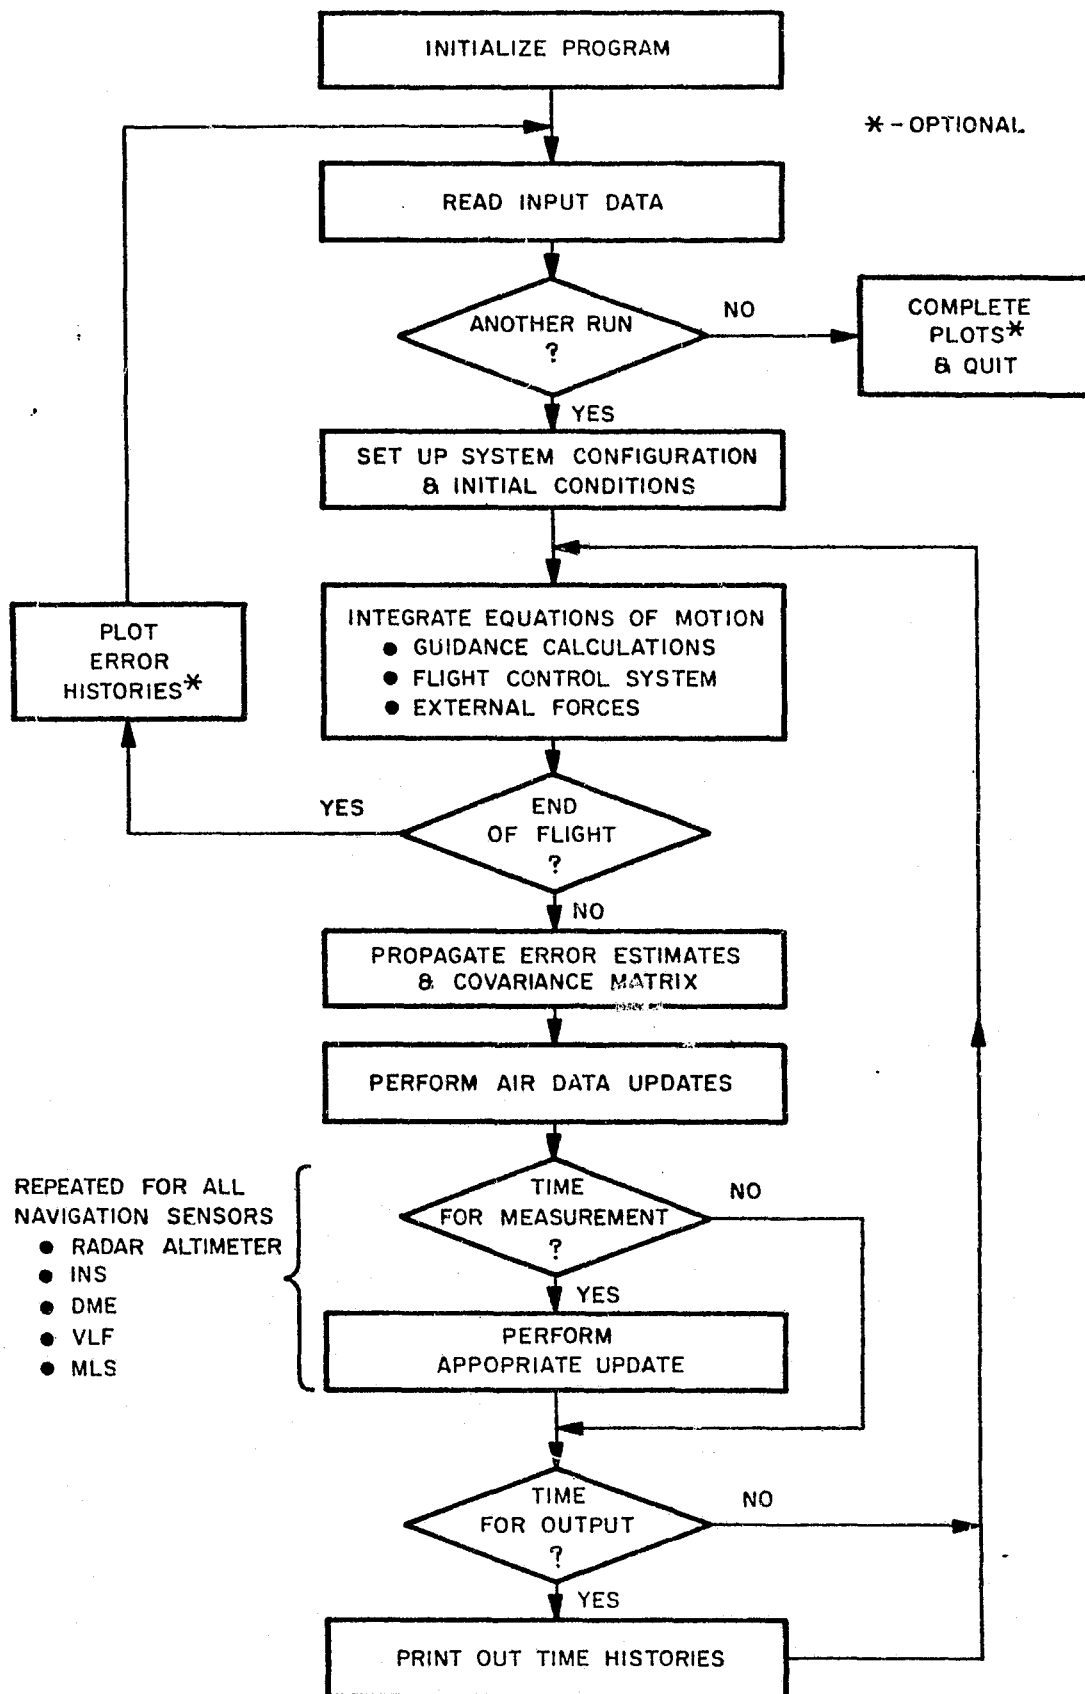 INITIALIZE PROGRAM
* - OPTIONAL
READ INPUT DATA
ANOTHER RUN
?
NO
COMPLETE
PLOTS*
& QUIT
YES
SET UP SYSTEM CONFIGURATION
& INITIAL CONDITIONS
INTEGRATE EQUATIONS OF MOTION
● GUIDANCE CALCULATIONS
● FLIGHT CONTROL SYSTEM
● EXTERNAL FORCES
PLOT
ERROR
HISTORIES*
YES
END
OF FLIGHT
?
NO
PROPAGATE ERROR ESTIMATES
& COVARIANCE MATRIX
PERFORM AIR DATA UPDATES
REPEATED FOR ALL
NAVIGATION SENSORS
● RADAR ALTIMETER
● INS
● DME
● VLF
● MLS
TIME
FOR MEASUREMENT
?
NO
YES
PERFORM
APPOPRIATE UPDATE
TIME
FOR OUTPUT
?
NO
YES
PRINT OUT TIME HISTORIES